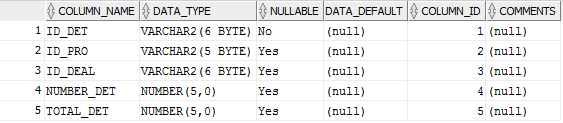 COLUMN_NAME DATA_TYPE NULLABLE DATA_DEFAULT COLUMN_ID COMMENTS
1 ID_DET VARCHAR2(6 BYTE) No (null) 1 (null)
2 ID_PRO VARCHAR2(6 BYTE) Yes (null) 2 (null)
3 ID_DEAL VARCHAR2(6 BYTE) Yes (null) 3 (null)
4 NUMBER_DET NUMBER(5,0) Yes (null) 4 (null)
5 TOTAL_DET NUMBER(5,0) Yes (null) 5 (null)